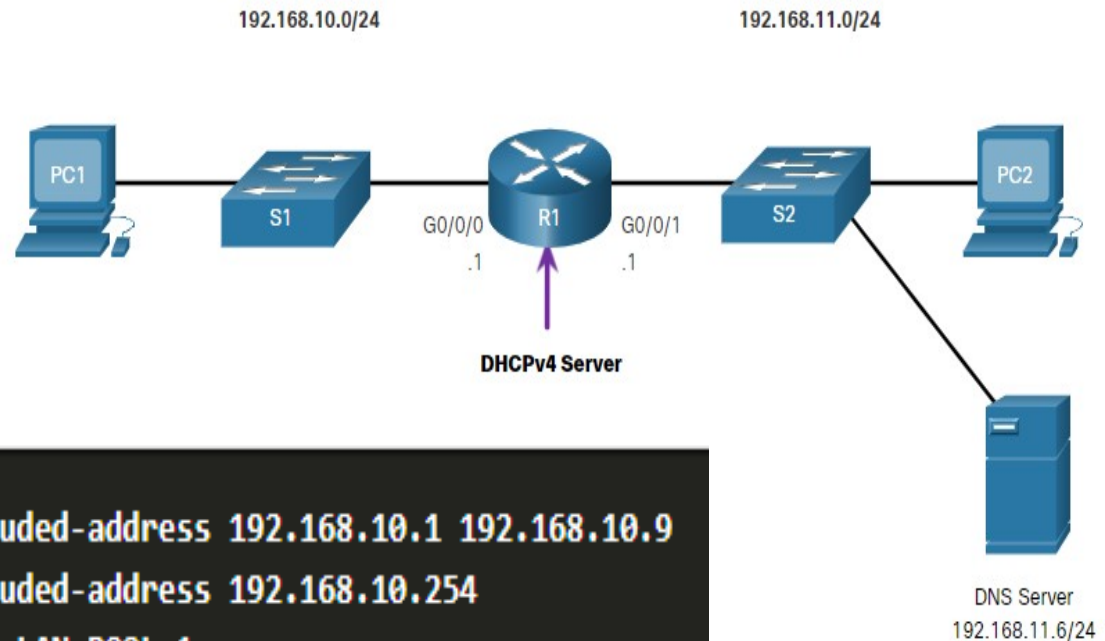 192.168.10.0/24
192.168.11.0/24
PC1
S1
R1
S2
PC2
G0/0/0
.1
G0/0/1
.1
DHCPv4 Server
uded-address 192.168.10.1 192.168.10.9
uded-address 192.168.10.254
DNS Server
192.168.11.6/24